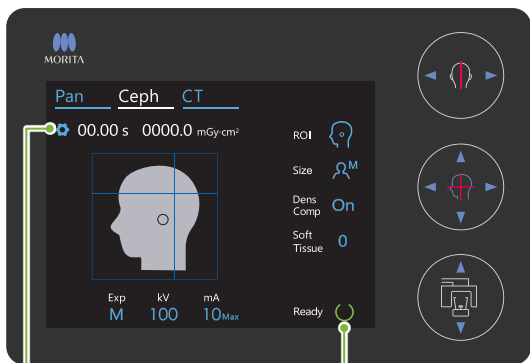 MORITA
Pan Ceph CT
00.00 s 0000.0 mGy·cm²
ROI
Size M
Dens
Comp On
Soft
Tissue 0
Exp kV mA
M 100 10Max
Ready